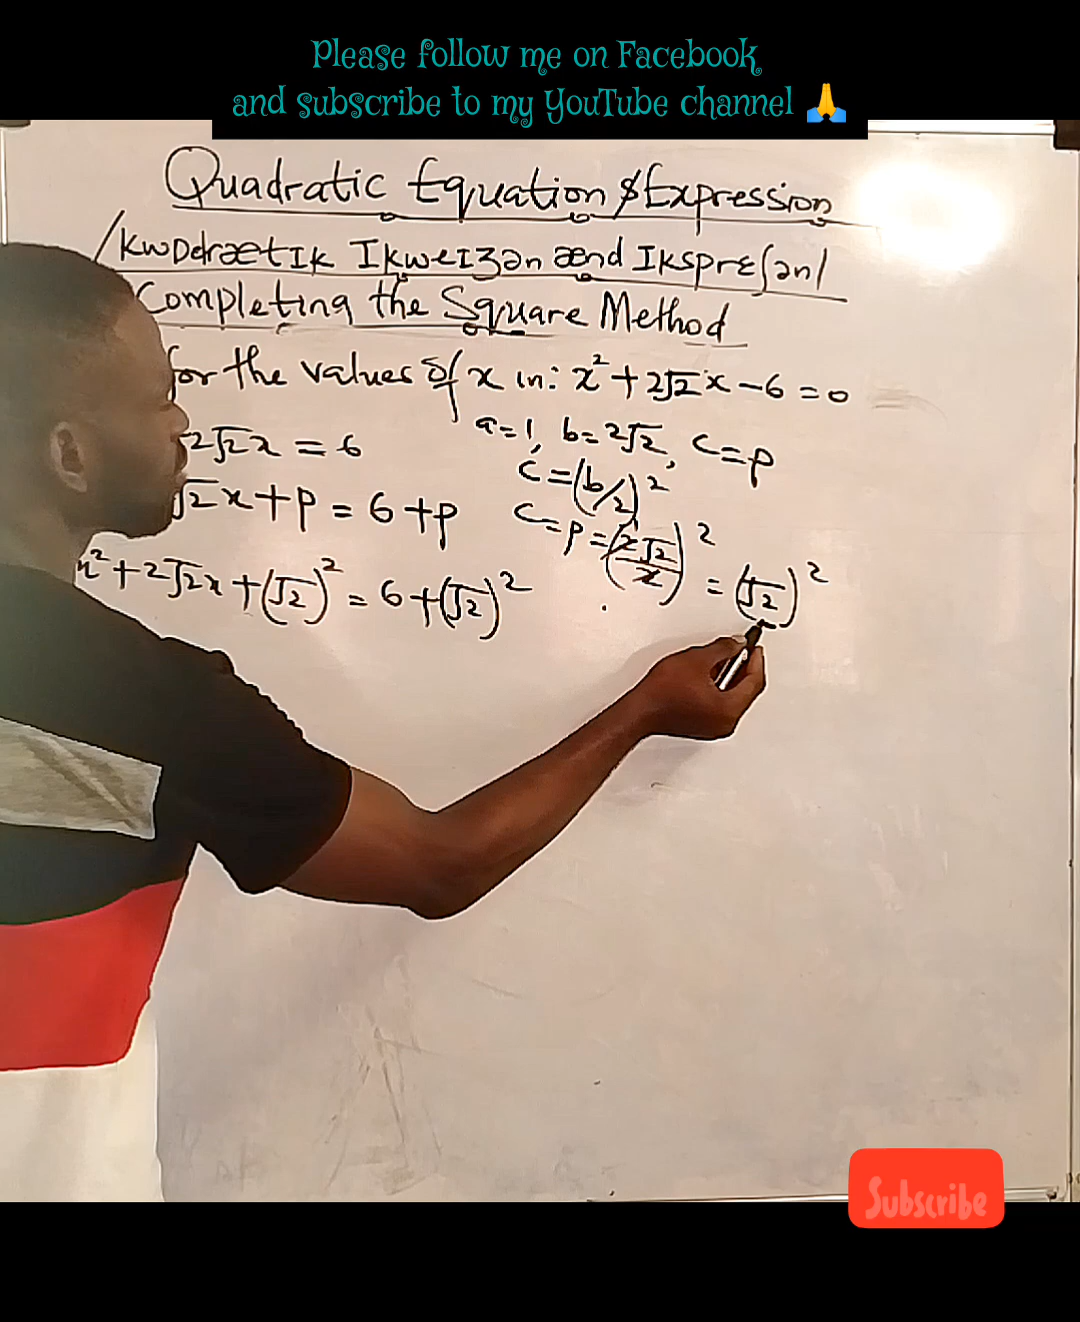 Please follow me on Facebook
and subscribe to my YouTube channel 🙏
Quadratic Equation & Expression
/kwɒdrætɪk ɪkweɪʒən ænd ɪkspreʃən/
Completing the Square Method
for the values of x in: x² + 2√2 x - 6 = 0
a=1, b=2√2, c=p
2√2x = 6
c=(b/2)²
√2x+p = 6+p
c=p=(2√2/2)² = (√2)²
x²+2√2x+(√2)² = 6+(√2)²
Subscribe